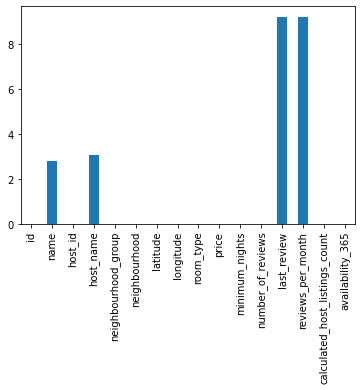 8
6
4
2
0
id
name
host_id
host_name
neighbourhood_group
neighbourhood
latitude
longitude
room_type
price
minimum_nights
number_of_reviews
last_review
reviews_per_month
calculated_host_listings_count
availability_365